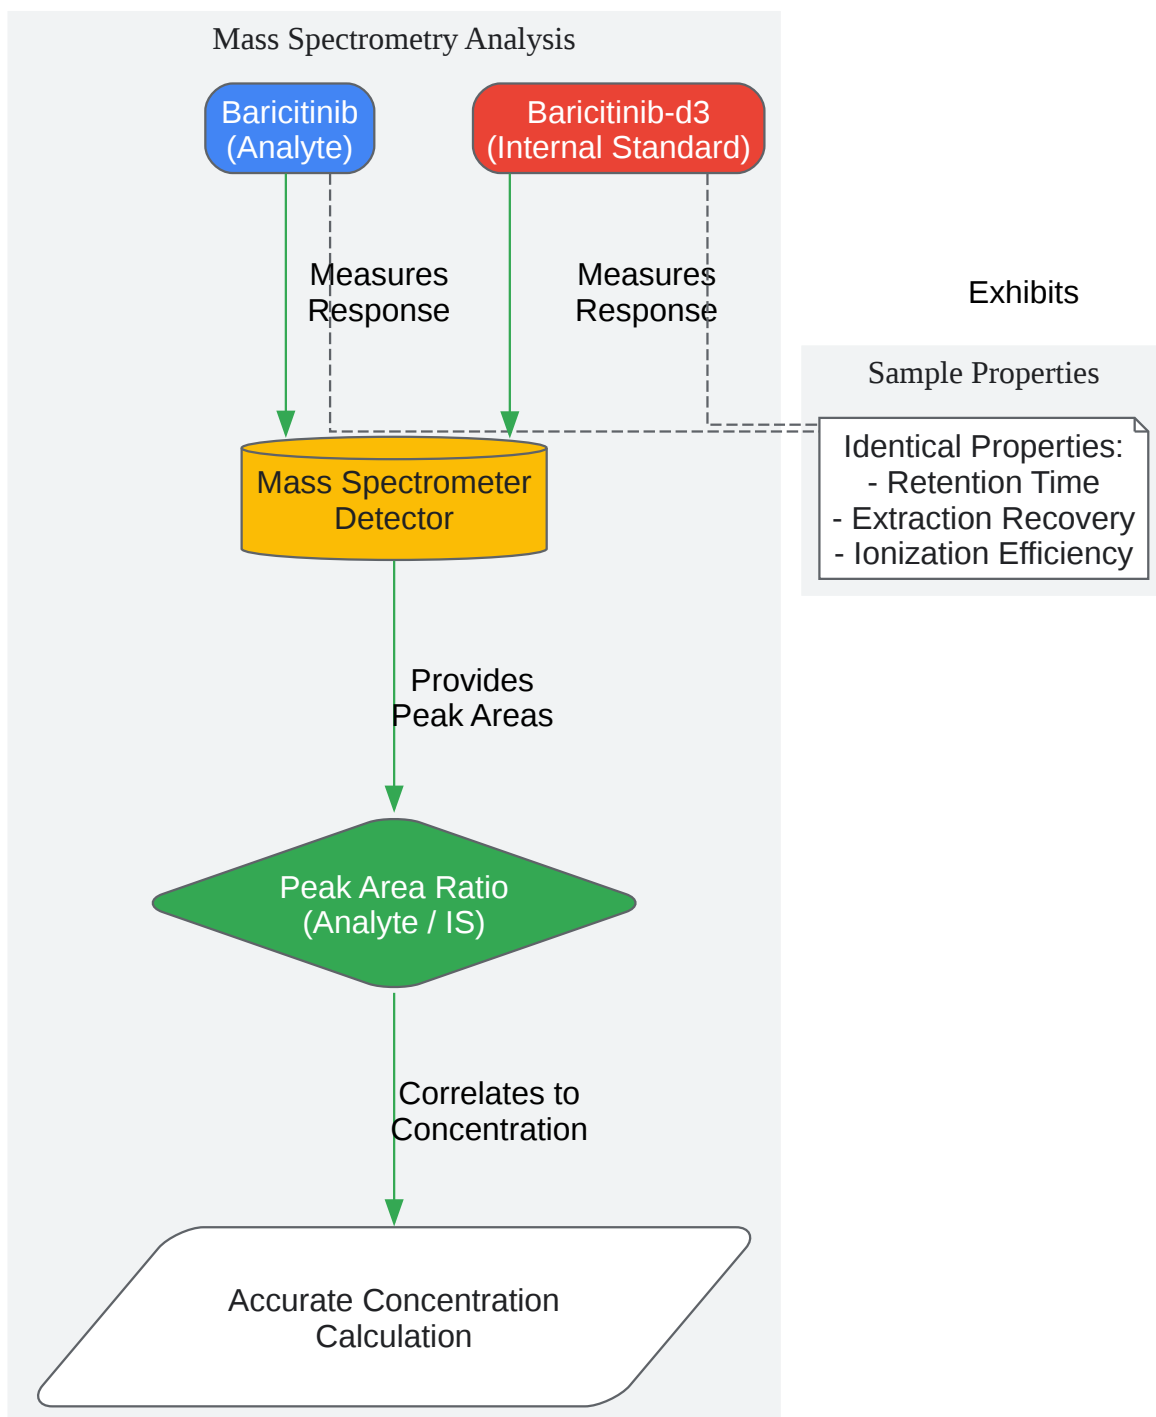 Mass Spectrometry Analysis
Baricitinib
(Analyte)
Baricitinib-d3
(Internal Standard)
Measures
Response
Measures
Response
Exhibits
Sample Properties
Identical Properties:
- Retention Time
- Extraction Recovery
- Ionization Efficiency
Mass Spectrometer
Detector
Provides
Peak Areas
Peak Area Ratio
(Analyte / IS)
Correlates to
Concentration
Accurate Concentration
Calculation